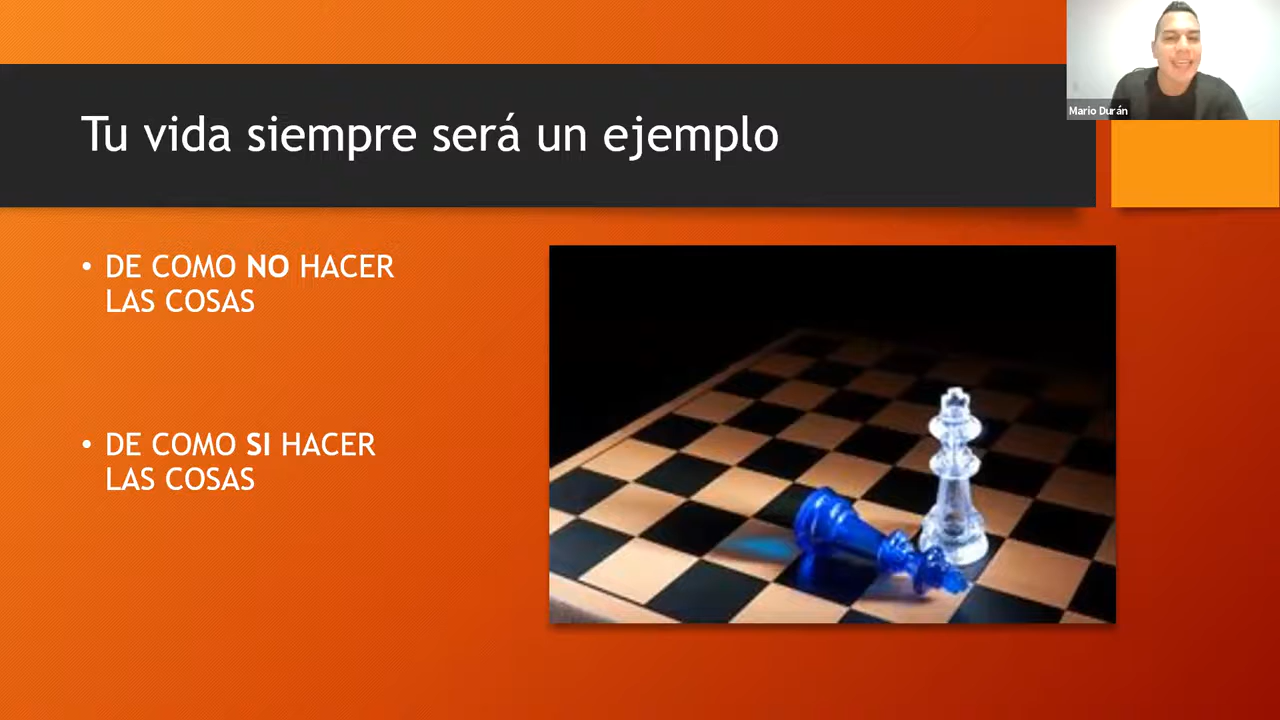 Tu vida siempre será un ejemplo
Mario Durán
• DE COMO NO HACER
LAS COSAS
• DE COMO SI HACER
LAS COSAS